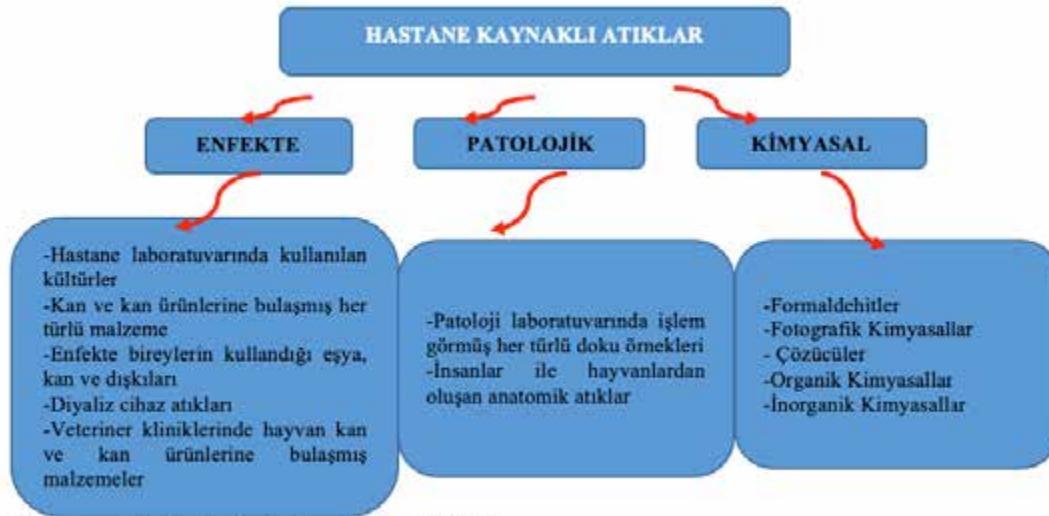 HASTANE KAYNAKLI ATIKLAR
ENFEKTE
PATOLOJİK
KİMYASAL
-Hastane laboratuvarında kullanılan
kültürler
-Kan ve kan ürünlerine bulaşmış her
türlü malzeme
-Enfekte bireylerin kullandığı eşya,
kan ve dışkıları
-Diyaliz cihaz atıkları
-Veteriner kliniklerinde hayvan kan
ve kan ürünlerine bulaşmış
malzemeler
-Patoloji laboratuvarında işlem
görmüş her türlü doku örnekleri
-İnsanlar ile hayvanlardan
oluşan anatomik atıklar
-Formaldehitler
-Fotografik Kimyasallar
- Çözücüler
-Organik Kimyasallar
-İnorganik Kimyasallar